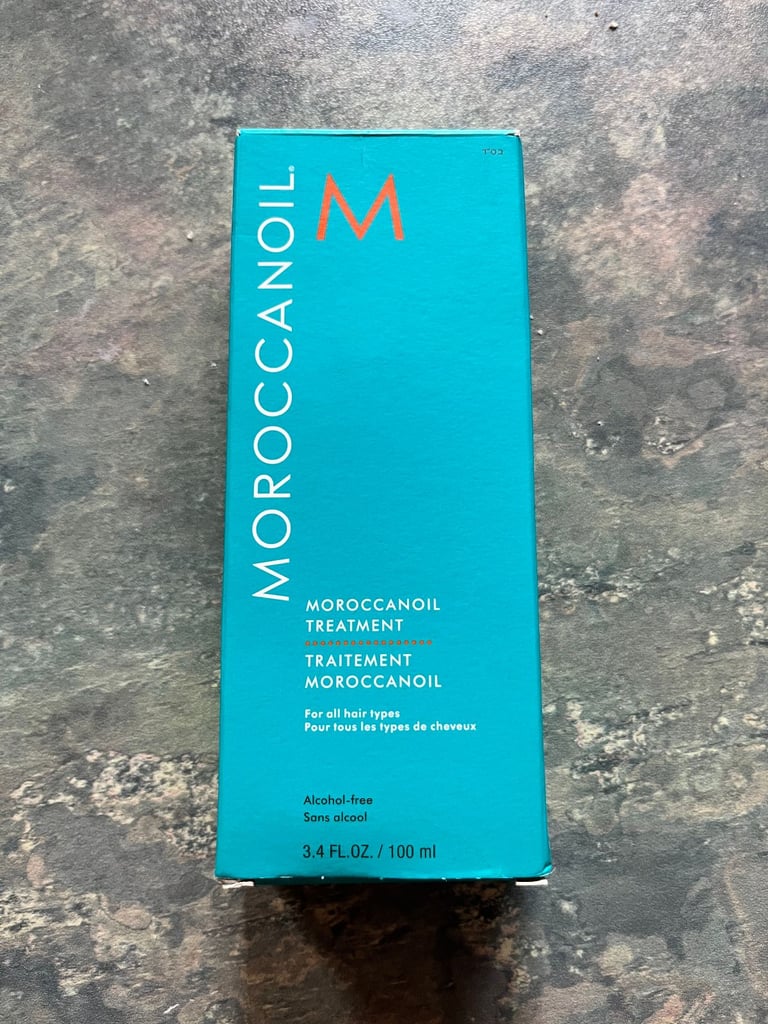 MOROCCANOIL®
M
MOROCCANOIL
TREATMENT
TRAITEMENT
MOROCCANOIL
For all hair types
Pour tous les types de cheveux
Alcohol-free
Sans alcool
3.4 FL.OZ. / 100 ml